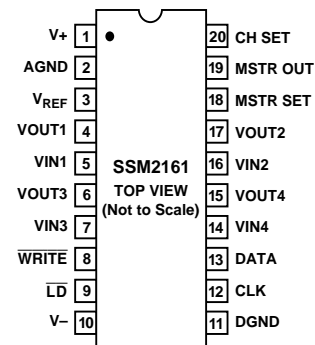 V+ 1 20 CH SET
AGND 2 19 MSTR OUT
VREF 3 18 MSTR SET
VOUT1 4 17 VOUT2
VIN1 5 SSM2161 16 VIN2
VOUT3 6 TOP VIEW 15 VOUT4
(Not to Scale)
VIN3 7 14 VIN4
WRITE 8 13 DATA
LD 9 12 CLK
V– 10 11 DGND